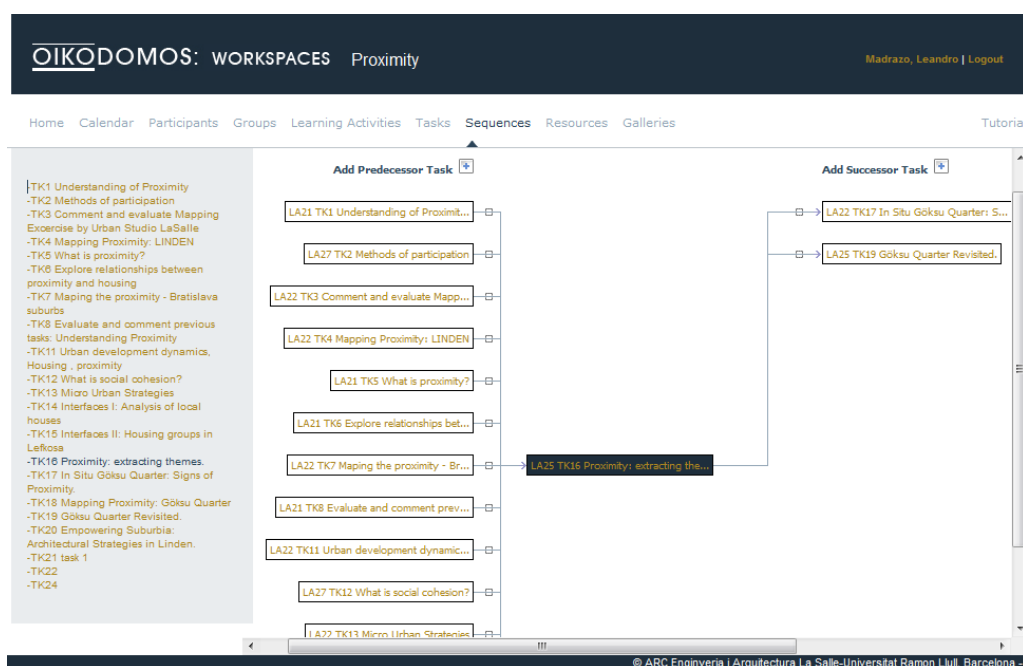 OIKODOMOS: WORKSPACES Proximity
Madrazo, Leandro | Logout
Home Calendar Participants Groups Learning Activities Tasks Sequences Resources Galleries
Tutoria
-TK1 Understanding of Proximity
-TK2 Methods of participation
-TK3 Comment and evaluate Mapping
Excercise by Urban Studio LaSalle
-TK4 Mapping Proximity: LINDEN
-TK5 What is proximity?
-TK6 Explore relationships between
proximity and housing
-TK7 Maping the proximity - Bratislava
suburbs
-TK8 Evaluate and comment previous
tasks: Understanding Proximity
-TK11 Urban development dynamics,
Housing , proximity
-TK12 What is social cohesion?
-TK13 Micro Urban Strategies
-TK14 Interfaces I: Analysis of local
houses
-TK15 Interfaces II: Housing groups in
Lefkosa
-TK16 Proximity: extracting themes.
-TK17 In Situ Göksu Quarter: Signs of
Proximity.
-TK18 Mapping Proximity: Göksu Quarter
-TK19 Göksu Quarter Revisited.
-TK20 Empowering Suburbia:
Architectural Strategies in Linden.
-TK21 task 1
-TK22
-TK24
Add Predecessor Task
LA21 TK1 Understanding of Proximit...
LA27 TK2 Methods of participation
LA22 TK3 Comment and evaluate Mapp...
LA22 TK4 Mapping Proximity: LINDEN
LA21 TK5 What is proximity?
LA21 TK6 Explore relationships bet...
LA22 TK7 Maping the proximity - Br...
LA21 TK8 Evaluate and comment prev...
LA22 TK11 Urban development dynamic...
LA27 TK12 What is social cohesion?
LA22 TK13 Micro Urban Strategies
LA25 TK16 Proximity: extracting the...
Add Successor Task
LA22 TK17 In Situ Göksu Quarter: S...
LA25 TK19 Göksu Quarter Revisited.
© ARC Enginyeria i Arquitectura La Salle-Universitat Ramon Llull, Barcelona